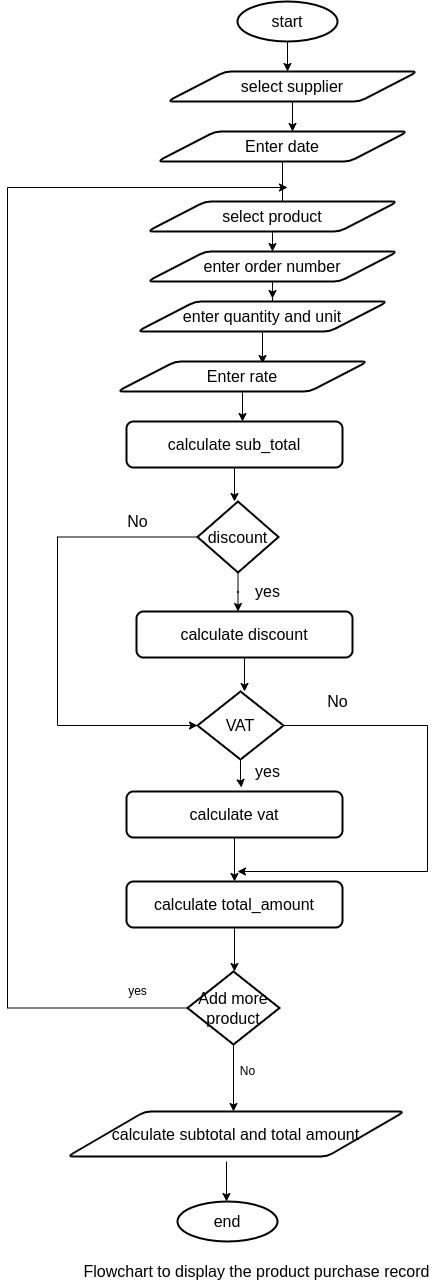 start
select supplier
Enter date
select product
enter order number
enter quantity and unit
Enter rate
calculate sub_total
No
discount
yes
calculate discount
No
VAT
yes
calculate vat
calculate total_amount
yes
Add more
product
No
calculate subtotal and total amount
end
Flowchart to display the product purchase record